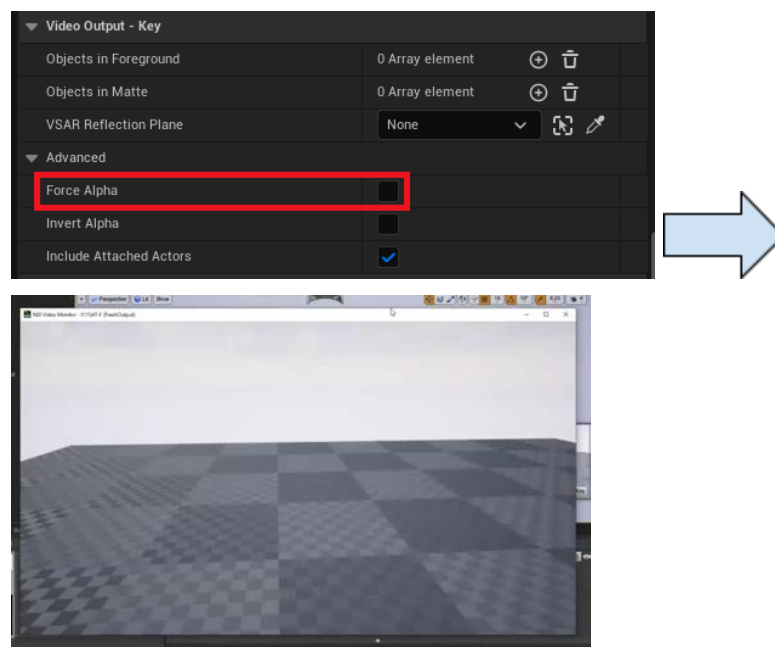 Video Output - Key
Objects in Foreground 0 Array element
Objects in Matte 0 Array element
VSAR Reflection Plane None
Advanced
Force Alpha
Invert Alpha
Include Attached Actors
Perspective Lit Show